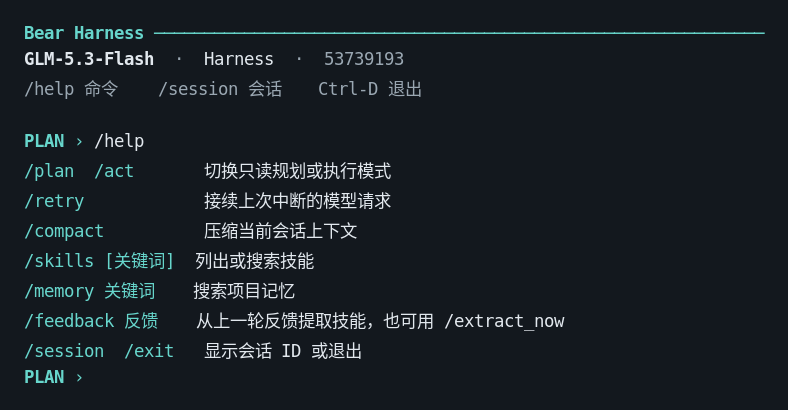 Bear Harness
GLM-5.3-Flash · Harness · 53739193
/help 命令 /session 会话 Ctrl-D 退出
PLAN › /help
/plan /act 切换只读规划或执行模式
/retry 接续上次中断的模型请求
/compact 压缩当前会话上下文
/skills [关键词] 列出或搜索技能
/memory 关键词 搜索项目记忆
/feedback 反馈 从上一轮反馈提取技能，也可用 /extract_now
/session /exit 显示会话 ID 或退出
PLAN ›